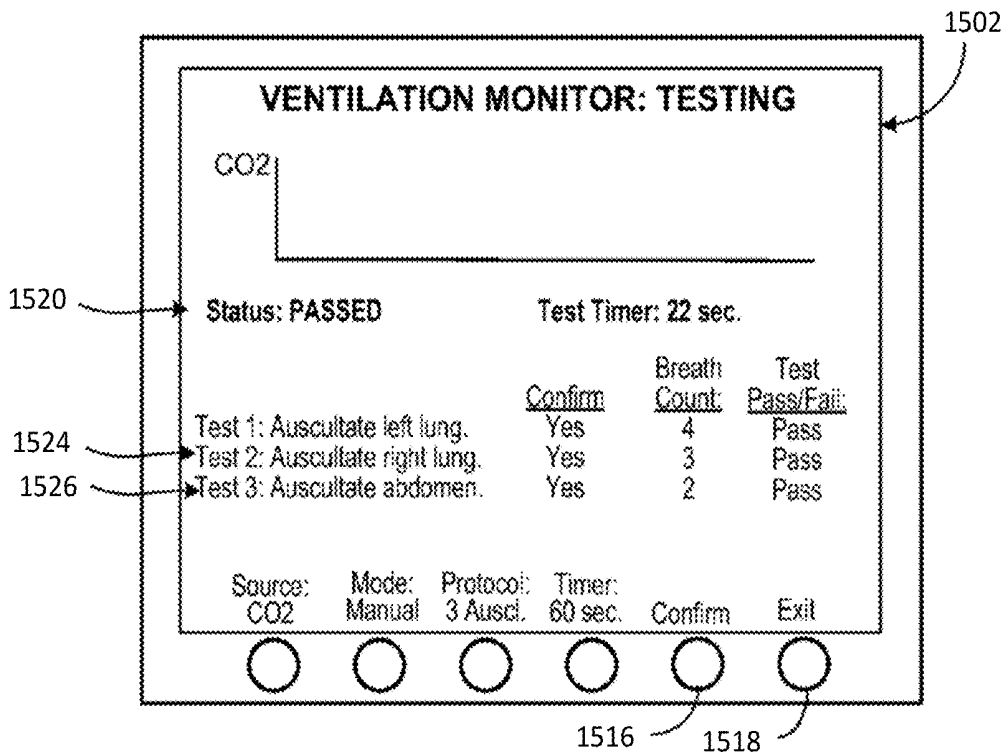 1502
VENTILATION MONITOR: TESTING
CO2
1520
Status: PASSED Test Timer: 22 sec.
Breath Test
Confirm Count: Pass/Fail:
Test 1: Auscultate left lung. Yes 4 Pass
1524 Test 2: Auscultate right lung. Yes 3 Pass
1526 Test 3: Auscultate abdomen. Yes 2 Pass
Source: Mode: Protocol: Timer:
CO2 Manual 3 Ausci. 60 sec. Confirm Exit
1516 1518